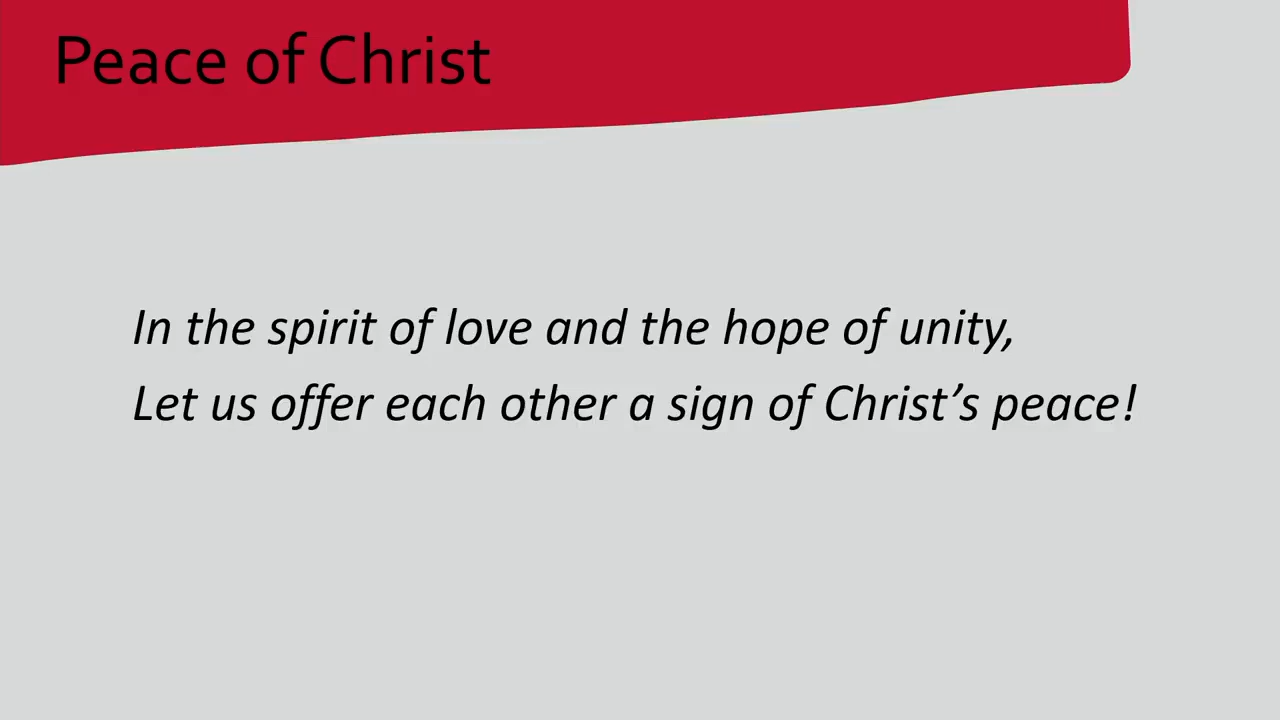 Peace of Christ
In the spirit of love and the hope of unity,
Let us offer each other a sign of Christ’s peace!